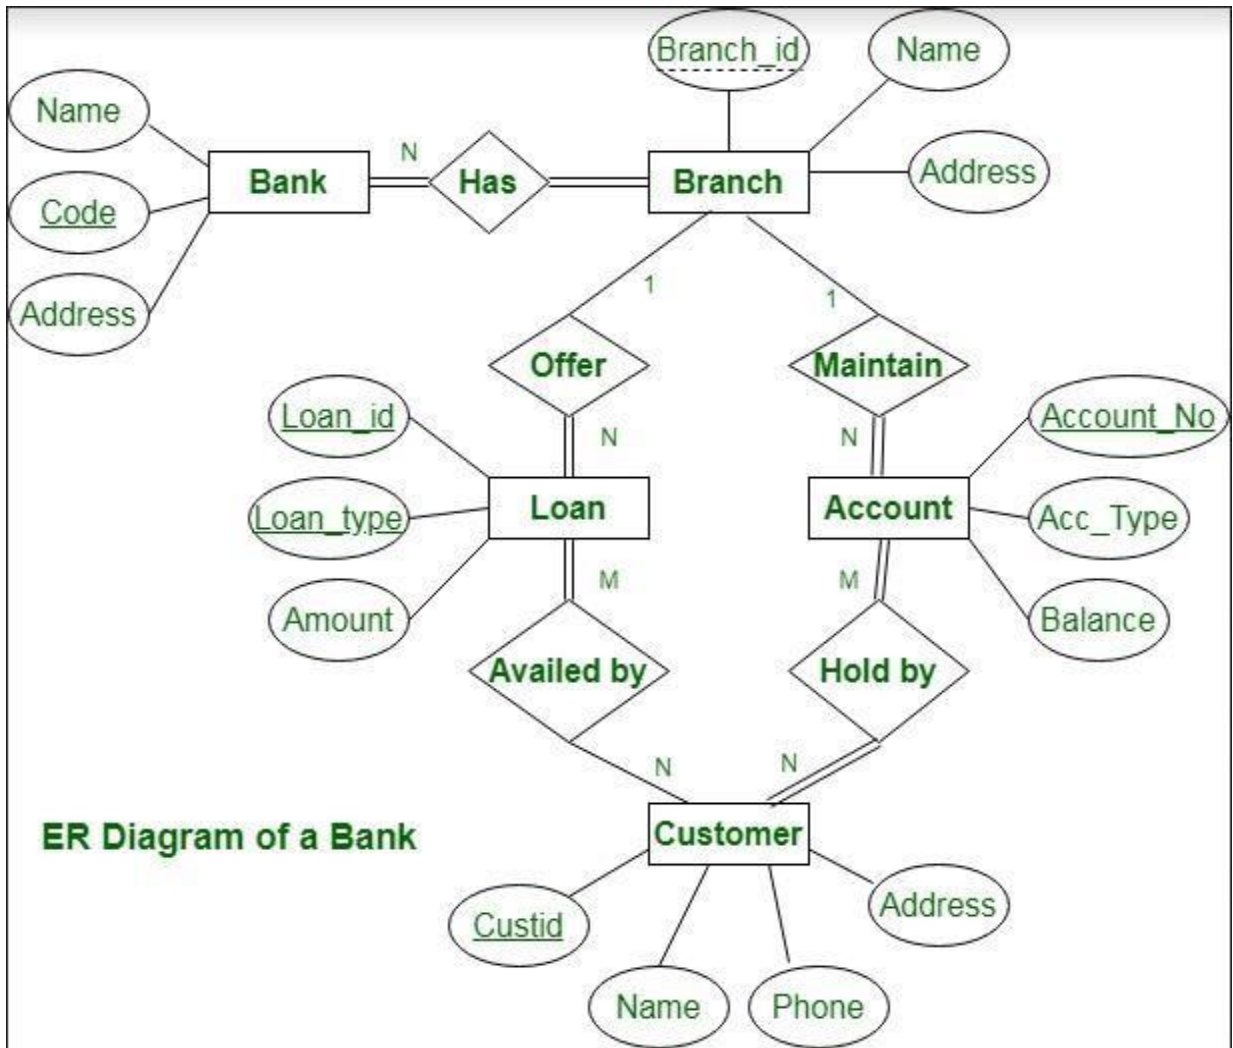 Branch_id
Name
Name
N
Bank
Has
Branch
Address
Code
Address
1
1
Offer
Maintain
Loan_id
N
N
Account_No
Loan
Account
Loan_type
Acc_Type
M
M
Amount
Balance
Availed by
Hold by
N
N
ER Diagram of a Bank
Customer
Address
Custid
Name
Phone